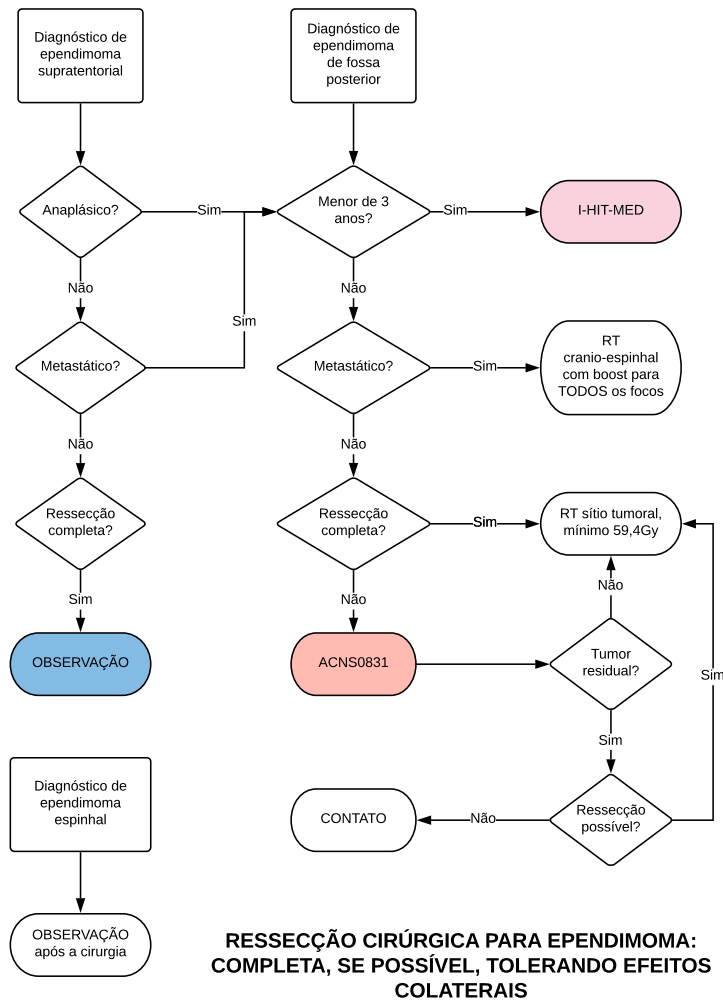 Diagnóstico de
ependimoma
supratentorial
Diagnóstico de
ependimoma
de fossa
posterior
Anaplásico?
Sim
Menor de 3
anos?
Sim
I-HIT-MED
Não
Não
Sim
Metastático?
Metastático?
Sim
RT
cranio-espinhal
com boost para
TODOS os focos
Não
Não
Ressecção
completa?
Ressecção
completa?
Sim
RT sítio tumoral,
mínimo 59,4Gy
Sim
Não
Não
OBSERVAÇÃO
ACNS0831
Tumor
residual?
Sim
Sim
Diagnóstico de
ependimoma
espinhal
CONTATO
Não
Ressecção
possível?
OBSERVAÇÃO
após a cirurgia
RESSECÇÃO CIRÚRGICA PARA EPENDIMOMA:
COMPLETA, SE POSSÍVEL, TOLERANDO EFEITOS
COLATERAIS